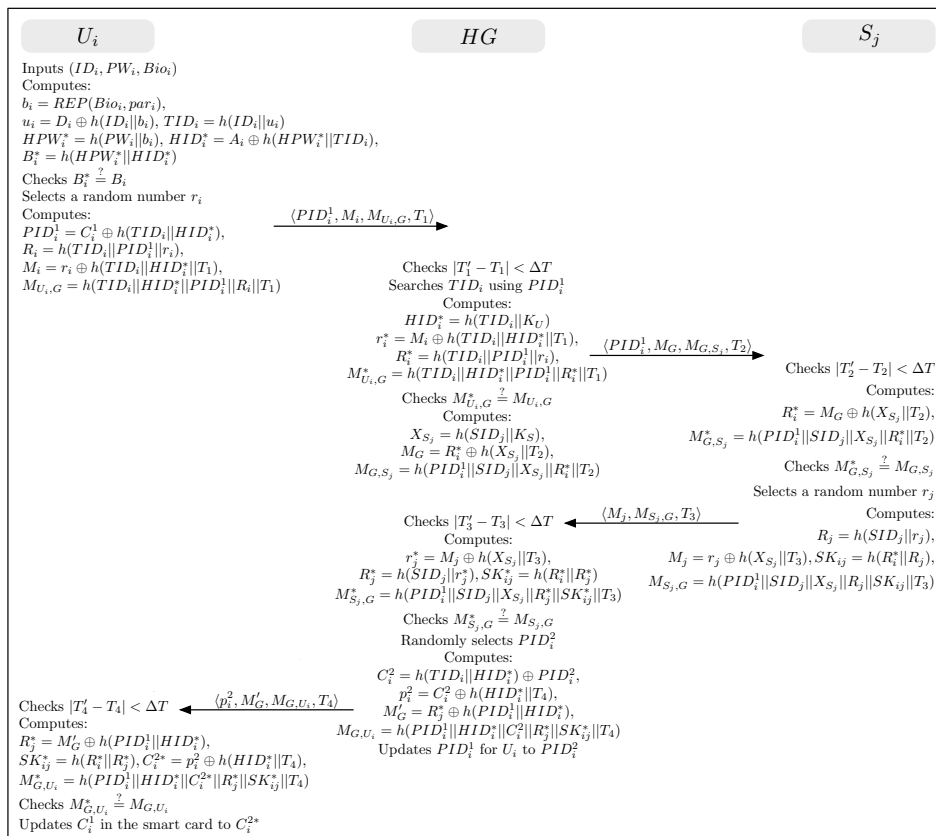 U_i
HG
S_j
Inputs (ID_i, PW_i, Bio_i)
Computes:
b_i = REP(Bio_i, par_i),
u_i = D_i ⊕ h(ID_i||b_i), TID_i = h(ID_i||u_i)
HPW_i^* = h(PW_i||b_i), HID_i^* = A_i ⊕ h(HPW_i^*||TID_i),
B_i^* = h(HPW_i^*||HID_i^*)
Checks B_i^* ≟ B_i
Selects a random number r_i
Computes:
PID_i^1 = C_i^1 ⊕ h(TID_i||HID_i^*),
R_i = h(TID_i||PID_i^1||r_i),
M_i = r_i ⊕ h(TID_i||HID_i^*||T_1)
M_{U_i,G} = h(TID_i||HID_i^*||PID_i^1||R_i||T_1)
⟨PID_i^1, M_i, M_{U_i,G}, T_1⟩
Checks |T_1′ − T_1| < ΔT
Searches TID_i using PID_i^1
Computes:
HID_i^* = h(TID_i||K_U)
r_i^* = M_i ⊕ h(TID_i||HID_i^*||T_1),
R_i^* = h(TID_i||PID_i^1||r_i),
M_{U_i,G}^* = h(TID_i||HID_i^*||PID_i^1||R_i^*||T_1)
Checks M_{U_i,G}^* ≟ M_{U_i,G}
Computes:
X_{S_j} = h(SID_j||K_S),
M_G = R_i^* ⊕ h(X_{S_j}||T_2),
M_{G,S_j} = h(PID_i^1||SID_j||X_{S_j}||R_i^*||T_2)
⟨PID_i^1, M_G, M_{G,S_j}, T_2⟩
Checks |T_2′ − T_2| < ΔT
Computes:
R_i^* = M_G ⊕ h(X_{S_j}||T_2),
M_{G,S_j}^* = h(PID_i^1||SID_j||X_{S_j}||R_i^*||T_2)
Checks M_{G,S_j}^* ≟ M_{G,S_j}
Selects a random number r_j
Computes:
R_j = h(SID_j||r_j),
M_j = r_j ⊕ h(X_{S_j}||T_3), SK_{ij} = h(R_i^*||R_j),
M_{S_j,G} = h(PID_i^1||SID_j||X_{S_j}||R_j||SK_{ij}||T_3)
⟨M_j, M_{S_j,G}, T_3⟩
Checks |T_3′ − T_3| < ΔT
Computes:
r_j^* = M_j ⊕ h(X_{S_j}||T_3),
R_j^* = h(SID_j||r_j^*), SK_{ij}^* = h(R_i^*||R_j^*)
M_{S_j,G}^* = h(PID_i^1||SID_j||X_{S_j}||R_j^*||SK_{ij}^*||T_3)
Checks M_{S_j,G}^* ≟ M_{S_j,G}
Randomly selects PID_i^2
Computes:
C_i^2 = h(TID_i||HID_i^*) ⊕ PID_i^2,
p_i^2 = C_i^2 ⊕ h(HID_i^*||T_4),
M_G′ = R_j^* ⊕ h(PID_i^1||HID_i^*),
M_{G,U_i} = h(PID_i^1||HID_i^*||C_i^2||R_j^*||SK_{ij}^*||T_4)
Updates PID_i^1 for U_i to PID_i^2
⟨p_i^2, M_G′, M_{G,U_i}, T_4⟩
Checks |T_4′ − T_4| < ΔT
Computes:
R_j^* = M_G′ ⊕ h(PID_i^1||HID_i^*),
SK_{ij}^* = h(R_i^*||R_j^*), C_i^{2*} = p_i^2 ⊕ h(HID_i^*||T_4),
M_{G,U_i}^* = h(PID_i^1||HID_i^*||C_i^{2*}||R_j^*||SK_{ij}^*||T_4)
Checks M_{G,U_i}^* ≟ M_{G,U_i}
Updates C_i^1 in the smart card to C_i^{2*}